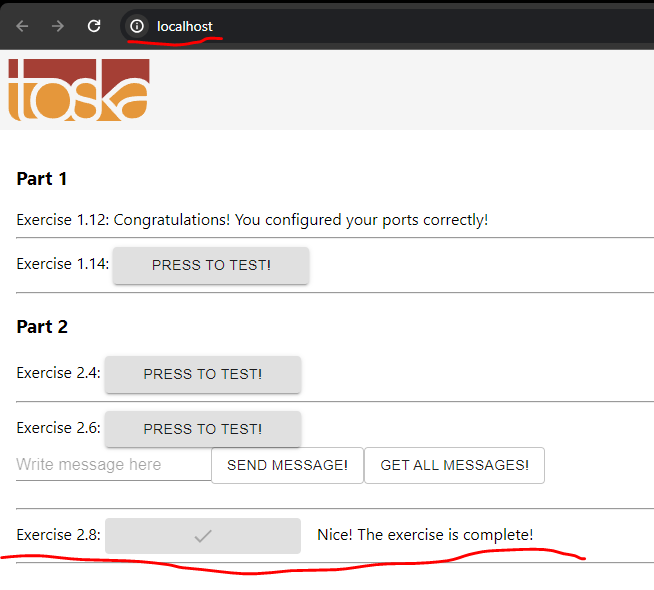 localhost
toska
Part 1
Exercise 1.12: Congratulations! You configured your ports correctly!
Exercise 1.14: PRESS TO TEST!
Part 2
Exercise 2.4: PRESS TO TEST!
Exercise 2.6: PRESS TO TEST!
Write message here SEND MESSAGE! GET ALL MESSAGES!
Exercise 2.8: Nice! The exercise is complete!